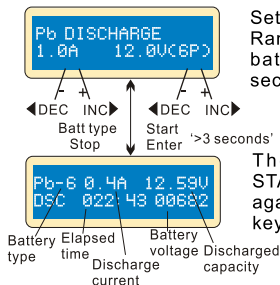 Pb DISCHARGE
1.0A 12.0V(6P)
- + - +
◀DEC INC▶ ◀DEC INC▶
Batt type Start
Stop Enter '>3 seconds'
Pb-6 0.4A 12.59V
DSC 022:43 00682
Battery type
Elapsed time
Discharge current
Battery voltage
Discharged capacity
Set
Ran
bat
sec
Th
STA
aga
key